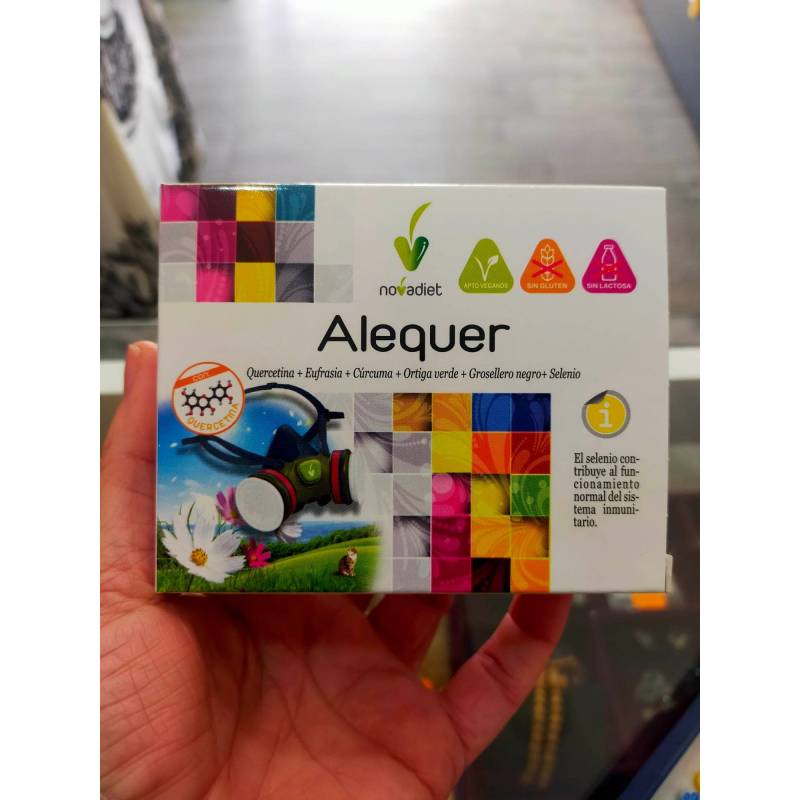 novadiet
APTO VEGANOS
SIN GLUTEN
SIN LACTOSA
Alequer
Quercetina + Eufrasia + Cúrcuma + Ortiga verde + Grosellero negro+ Selenio
con
QUERCETINA
i
El selenio con-
tribuye al fun-
cionamiento
normal del sis-
tema inmuni-
tario.